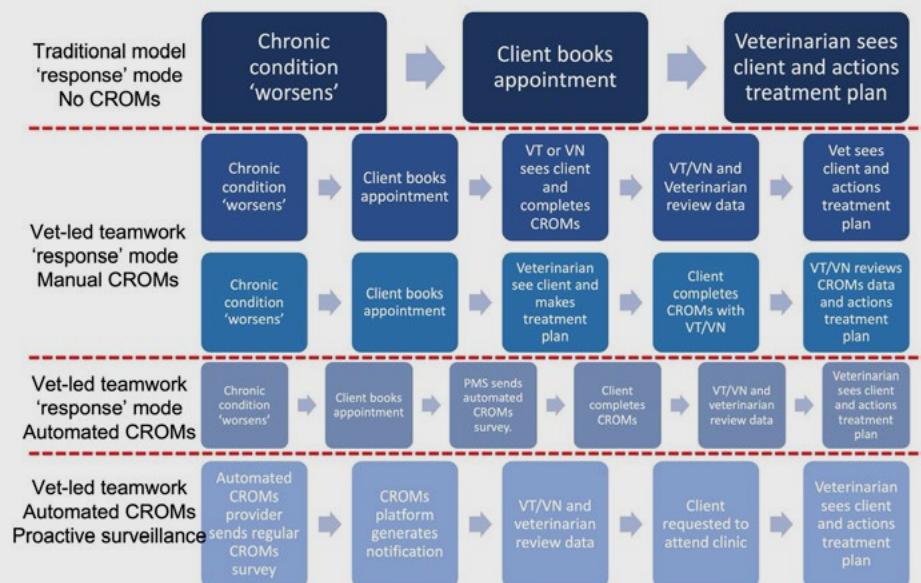 Traditional model
'response' mode
No CROMs
Chronic
condition
'worsens'
Client books
appointment
Veterinarian sees
client and actions
treatment plan
Vet-led teamwork
'response' mode
Manual CROMs
Chronic
condition
'worsens'
Client books
appointment
VT or VN
sees client
and
completes
CROMs
VT/VN and
Veterinarian
review data
Vet sees
client and
actions
treatment
plan
Chronic
condition
'worsens'
Client books
appointment
Veterinarian
see client and
makes
treatment
plan
Client
completes
CROMs with
VT/VN
VT/VN reviews
CROMs data
and actions
treatment
plan
Vet-led teamwork
'response' mode
Automated CROMs
Chronic
condition
'worsens'
Client books
appointment
PMS sends
automated
CROMs
survey.
Client
completes
CROMs
VT/VN and
veterinarian
review data
Veterinarian
sees client
and actions
treatment
plan
Vet-led teamwork
Automated CROMs
Proactive surveillance
Automated
CROMs
provider
sends regular
CROMs
survey
CROMs
platform
generates
notification
VT/VN and
veterinarian
review data
Client
requested to
attend clinic
Veterinarian
sees client
and actions
treatment
plan